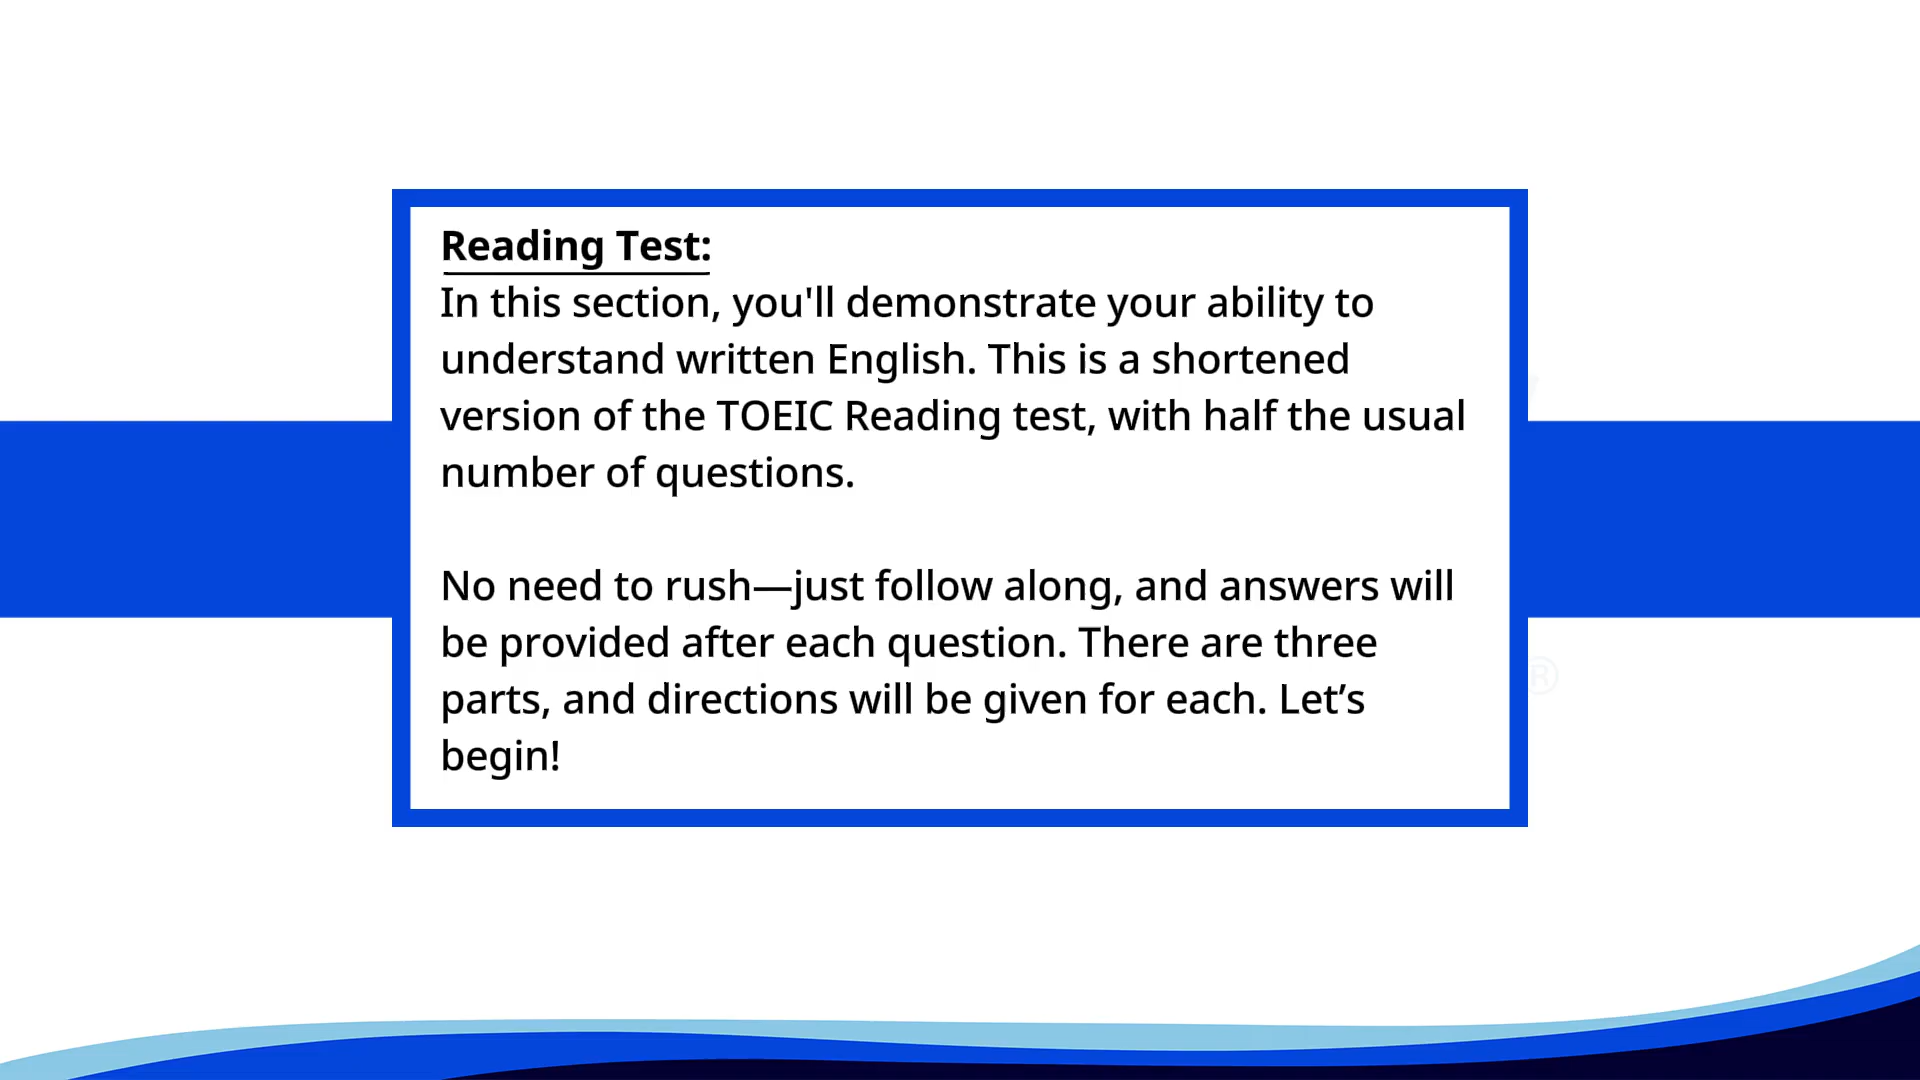 Reading Test:
In this section, you'll demonstrate your ability to
understand written English. This is a shortened
version of the TOEIC Reading test, with half the usual
number of questions.
No need to rush—just follow along, and answers will
be provided after each question. There are three
parts, and directions will be given for each. Let’s
begin!
®